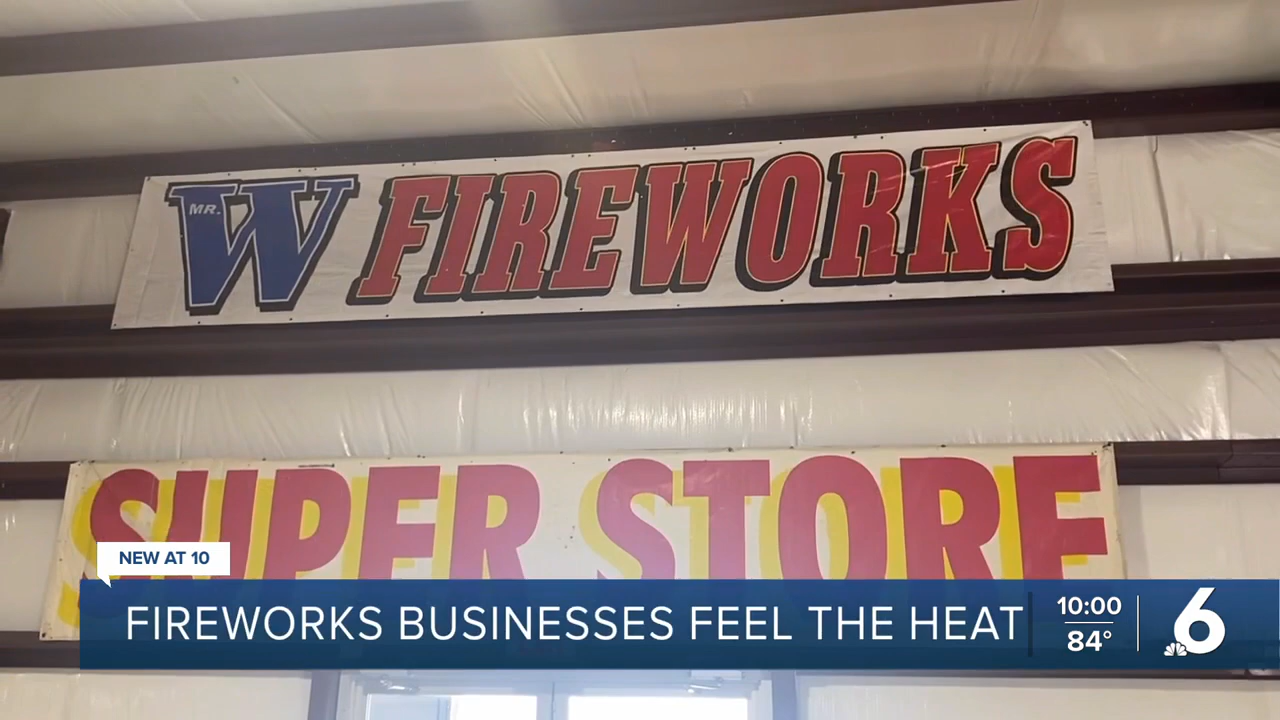 MR. W FIREWORKS
SUPER STORE
NEW AT 10
FIREWORKS BUSINESSES FEEL THE HEAT
10:00
84°
6